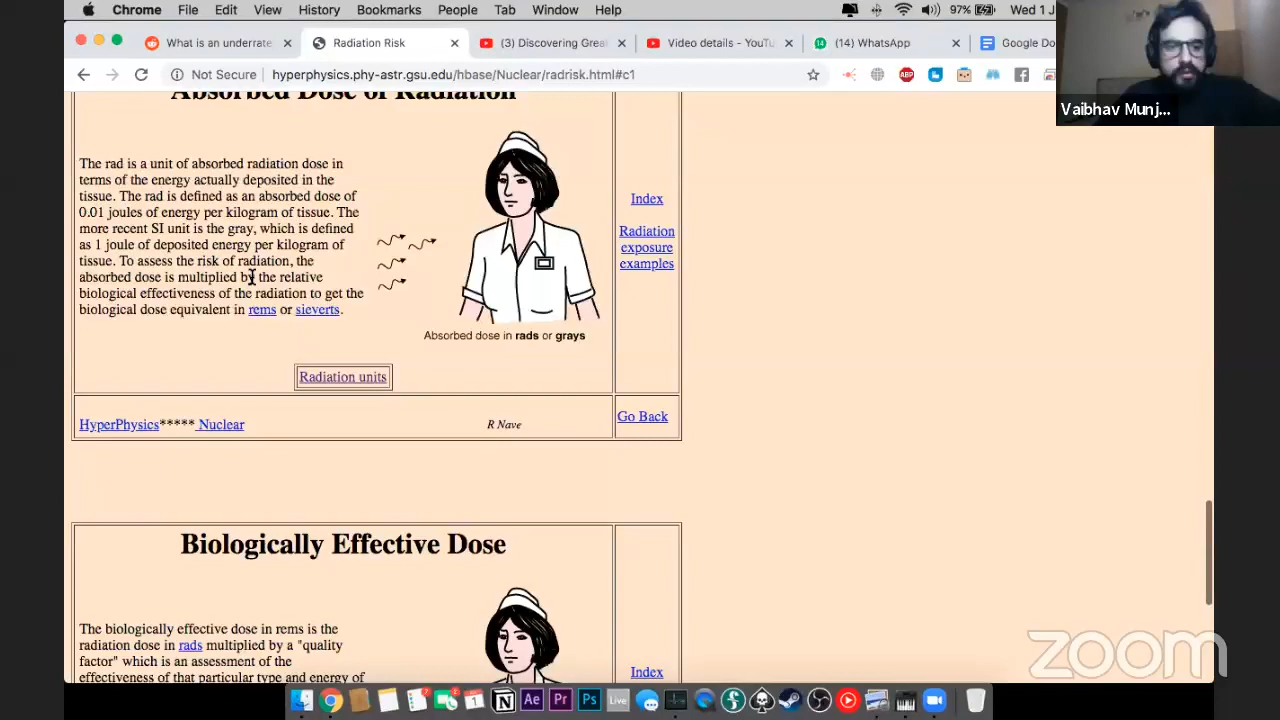 Chrome File Edit View History Bookmarks People Tab Window Help 97% Wed 1 J
What is an underrate Radiation Risk (3) Discovering Grea Video details - YouTu (14) WhatsApp Google Do
Not Secure hyperphysics.phy-astr.gsu.edu/hbase/Nuclear/radrisk.html#c1
ABP
Vaibhav Munj...
Absorbed Dose of Radiation
The rad is a unit of absorbed radiation dose in
terms of the energy actually deposited in the
tissue. The rad is defined as an absorbed dose of
0.01 joules of energy per kilogram of tissue. The
more recent SI unit is the gray, which is defined
as 1 joule of deposited energy per kilogram of
tissue. To assess the risk of radiation, the
absorbed dose is multiplied by the relative
biological effectiveness of the radiation to get the
biological dose equivalent in rems or sieverts.
Absorbed dose in rads or grays
Index
Radiation
exposure
examples
Radiation units
HyperPhysics***** Nuclear
R Nave
Go Back
Biologically Effective Dose
The biologically effective dose in rems is the
radiation dose in rads multiplied by a "quality
factor" which is an assessment of the
effectiveness of that particular type and energy of
Index
zoom
Ae Pr Ps Live